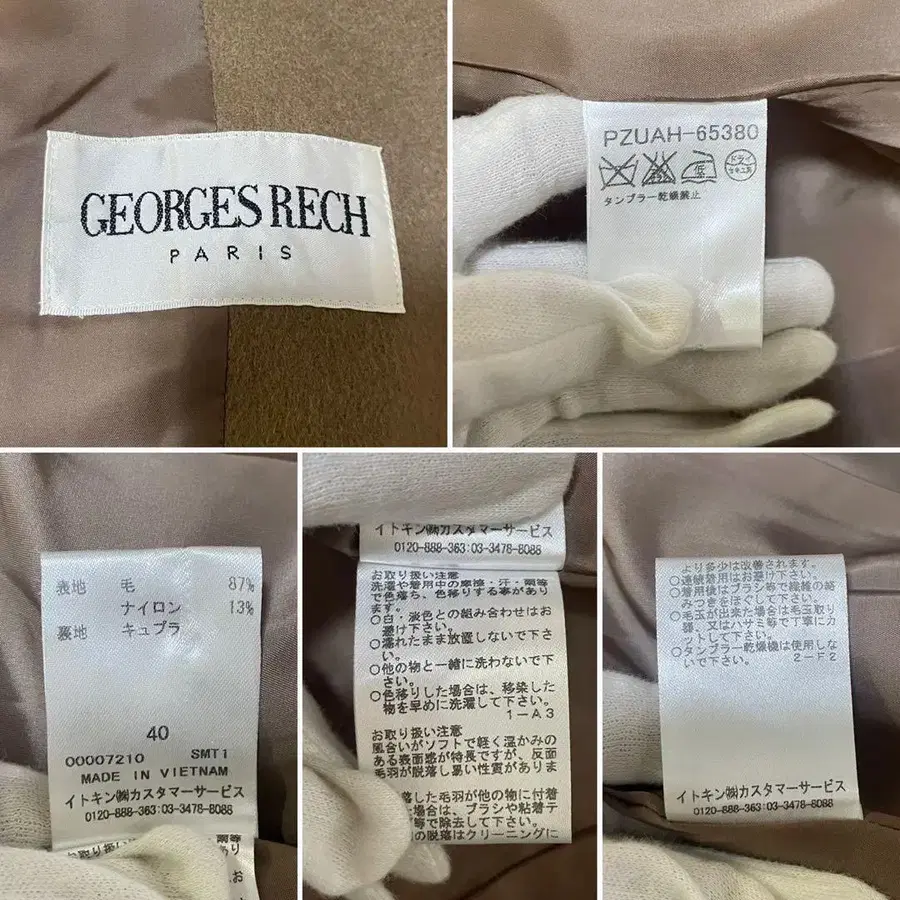 GEORGES RECH
PARIS
PZUAH-65380
ドライ
セキユ系
タンブラー乾燥禁止
表地 毛 87%
ナイロン 13%
裏地 キュプラ
40
00007210 SMT1
MADE IN VIETNAM
イトキン㈱カスタマーサービス
0120-888-363:03-3478-8088
イトキン㈱カスタマーサービス
0120-888-363:03-3478-8088
お取り扱い注意
洗濯や着用中の摩擦・汗・雨等
で色落ち、色移りする事があり
ます。
○白・淡色との組み合わせはお
避け下さい。
○濡れたまま放置しないで下さ
い。
○他の物と一緒に洗わないで下
さい。
○色移りした場合は、移染した
物を早めに洗濯して下さい。
1-A3
お取り扱い注意
風合いがソフトで軽く温かみの
ある表面感が特長ですが、反面
毛羽が脱落し易い性質がありま
落した毛羽が他の物に付着
場合は、ブラシや粘着テ
等で除去して下さい。
の脱落はクリーニングに
より多少は改善されます。
○連続着用はお避け下さい。
○着用後はブラシ等で繊維の絡
みつきをほぐして下さい。
○毛玉が出来た場合は毛玉取り
器、又はハサミ等で丁寧にカ
ットして下さい。
○タンブラー乾燥機は使用しな
いで下さい。 2-F2
イトキン㈱カスタマーサービス
0120-888-363:03-3478-8088